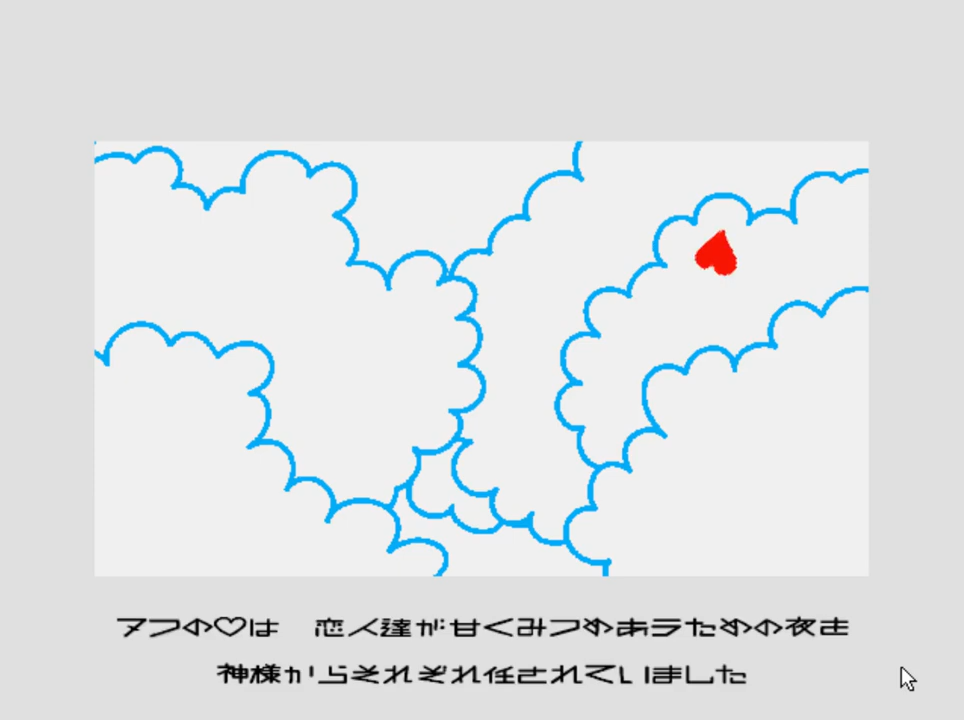 アフの♡は　恋人達が甘くみつめあうための夜を
神様からそれぞれ任されていました